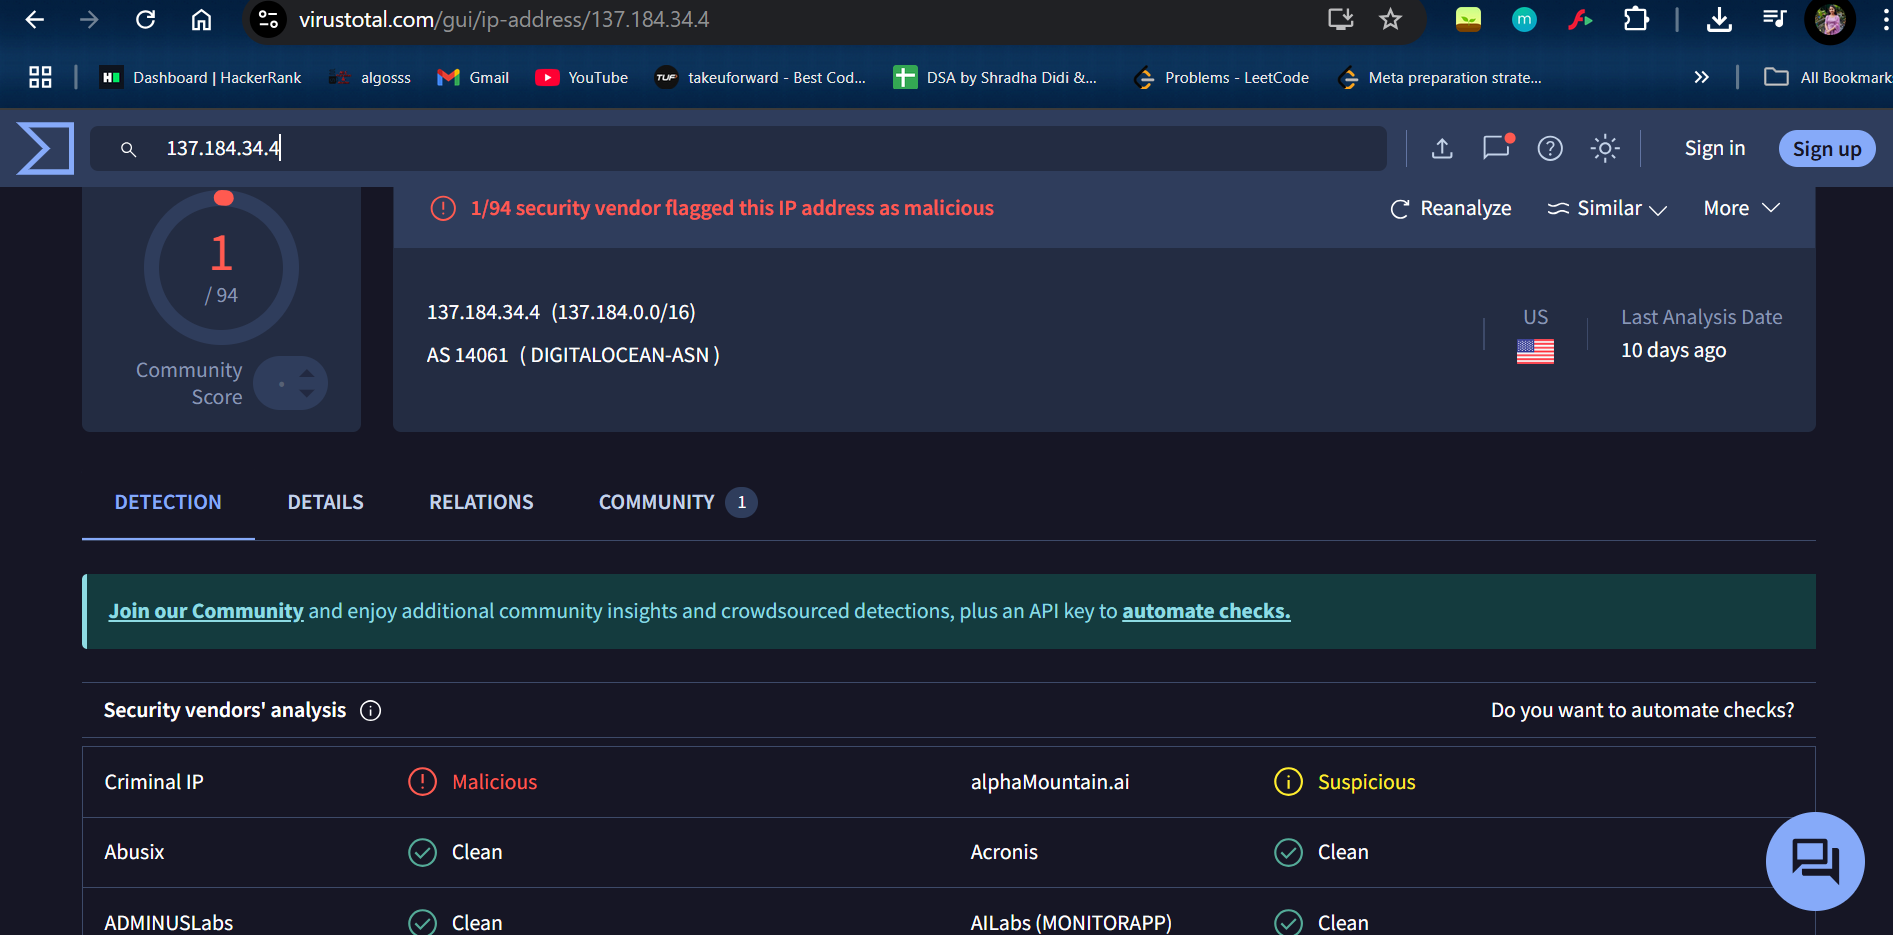 virustotal.com/gui/ip-address/137.184.34.4
m
Dashboard | HackerRank
algosss
Gmail
YouTube
TUF
takeuforward - Best Cod...
DSA by Shradha Didi &...
Problems - LeetCode
Meta preparation strate...
All Bookmark
137.184.34.4
Sign in
Sign up
1
/ 94
Community
Score
1/94 security vendor flagged this IP address as malicious
Reanalyze
Similar
More
137.184.34.4 (137.184.0.0/16)
AS 14061 ( DIGITALOCEAN-ASN )
US
Last Analysis Date
10 days ago
DETECTION
DETAILS
RELATIONS
COMMUNITY 1
Join our Community and enjoy additional community insights and crowdsourced detections, plus an API key to automate checks.
Security vendors' analysis
Do you want to automate checks?
Criminal IP Malicious alphaMountain.ai Suspicious
Abusix Clean Acronis Clean
ADMINUSLabs Clean AILabs (MONITORAPP) Clean